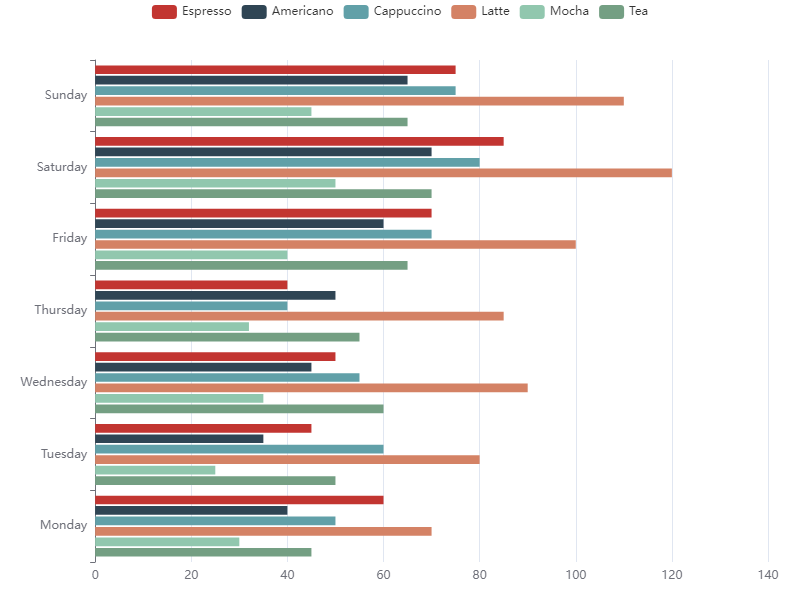 Espresso Americano Cappuccino Latte Mocha Tea
Sunday
Saturday
Friday
Thursday
Wednesday
Tuesday
Monday
0 20 40 60 80 100 120 140